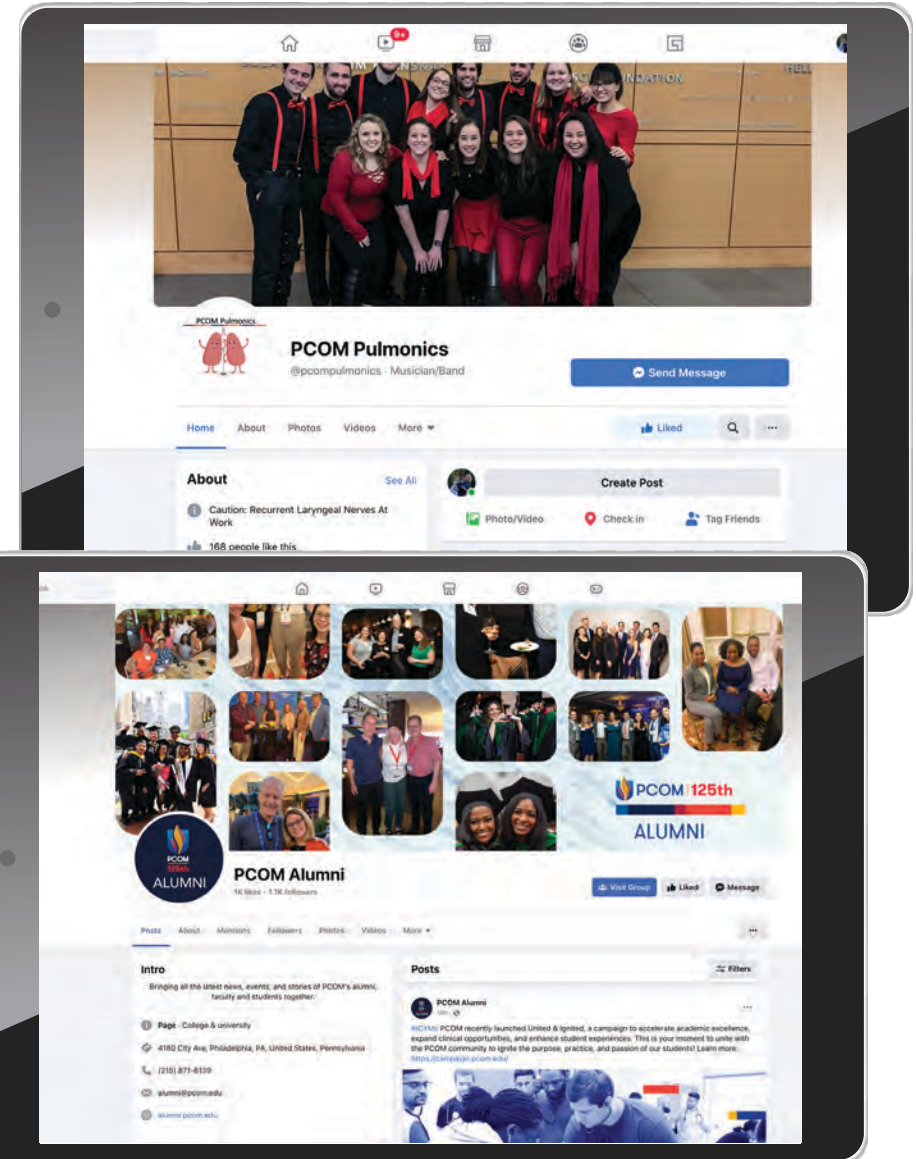 9+
NDATION
HELL
PCOM Pulmonics
PCOM Pulmonics
@pcompulmonics · Musician/Band
Send Message
Home About Photos Videos More
Liked
About
See All
Caution: Recurrent Laryngeal Nerves At
Work
168 people like this
Create Post
Photo/Video Check in Tag Friends
PCOM 125th
ALUMNI
PCOM
125th
ALUMNI
PCOM Alumni
1K likes · 1.1K followers
Visit Group Liked Message
Posts About Mentions Followers Photos Videos More
Intro
Bringing all the latest news, events, and stories of PCOM's alumni,
faculty and students together.
Page · College & university
4180 City Ave, Philadelphia, PA, United States, Pennsylvania
(215) 871-6139
alumni@pcom.edu
alumni.pcom.edu
Posts
Filters
PCOM Alumni
#ICYMI: PCOM recently launched United & Ignited, a campaign to accelerate academic excellence,
expand clinical opportunities, and enhance student experiences. This is your moment to unite with
the PCOM community to ignite the purpose, practice, and passion of our students! Learn more:
https://campaign.pcom.edu/